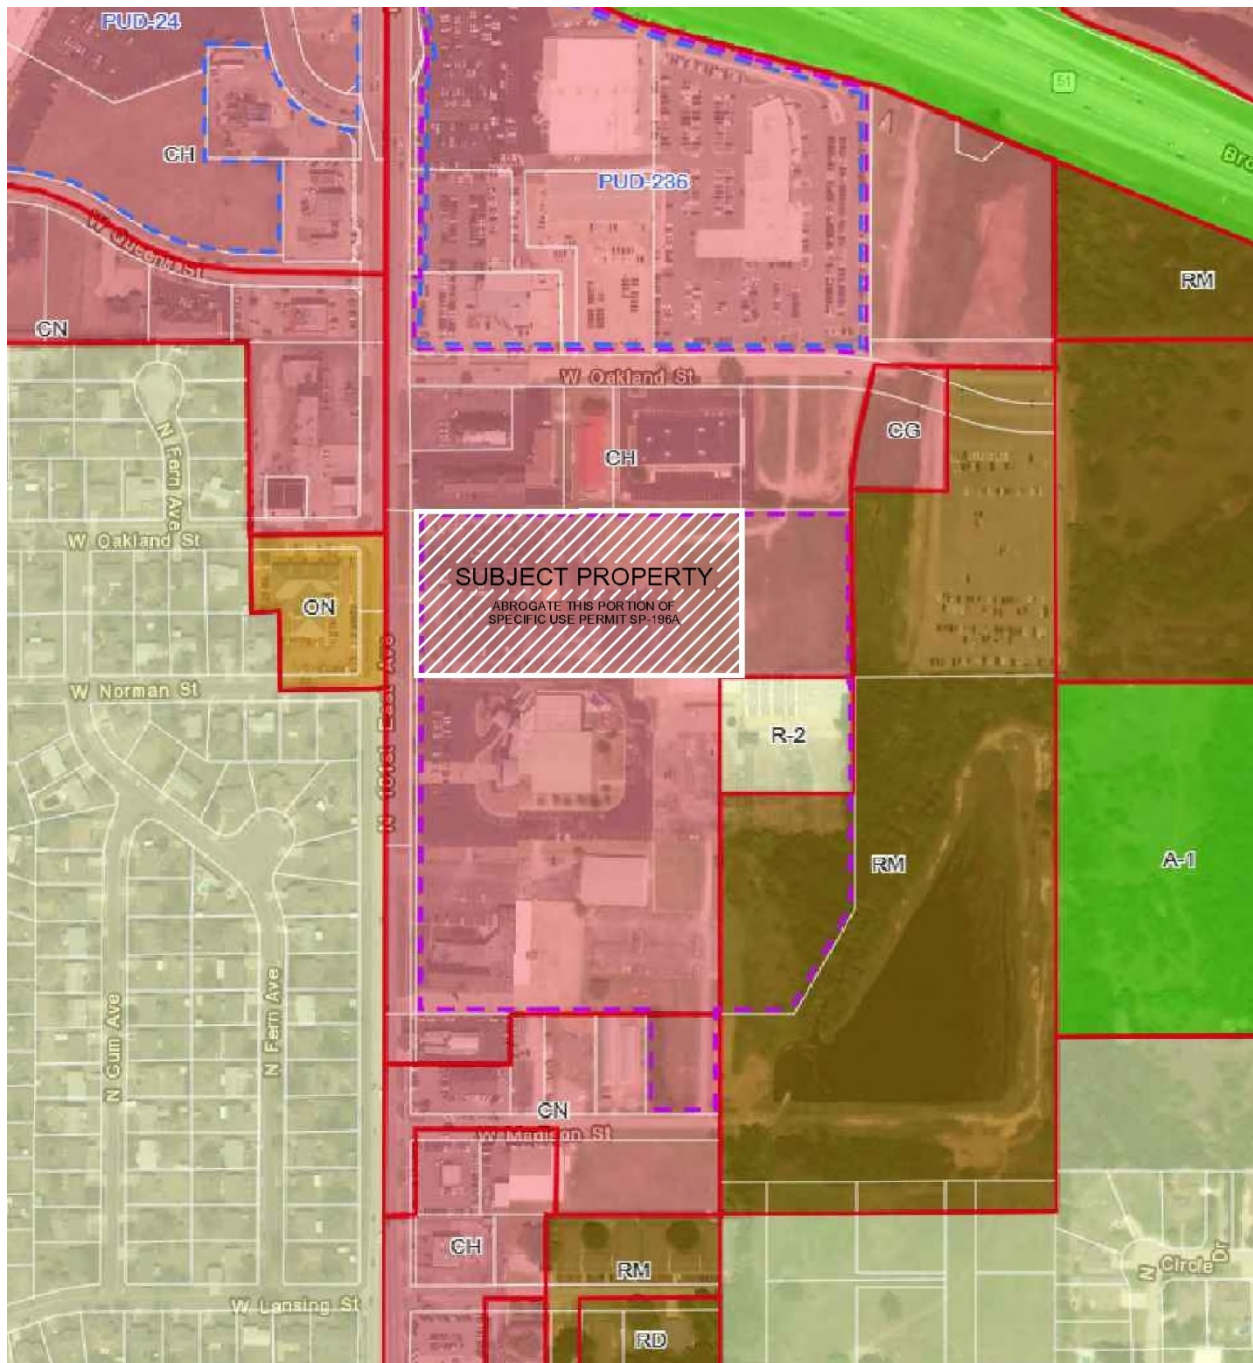 PUD-24
51
Bro
CH
PUD-236
W Queens St
RM
CN
W Oakland St
N Fern Ave
CG
CH
W Oakland St
SUBJECT PROPERTY
ABROGATE THIS PORTION OF
SPECIFIC USE PERMIT SP-196A
ON
W Norman St
N 161st East Ave
R-2
RM
A-1
N Gum Ave
N Fern Ave
CN
W Madison St
CH
RM
N Circle Dr
W Lansing St
RD